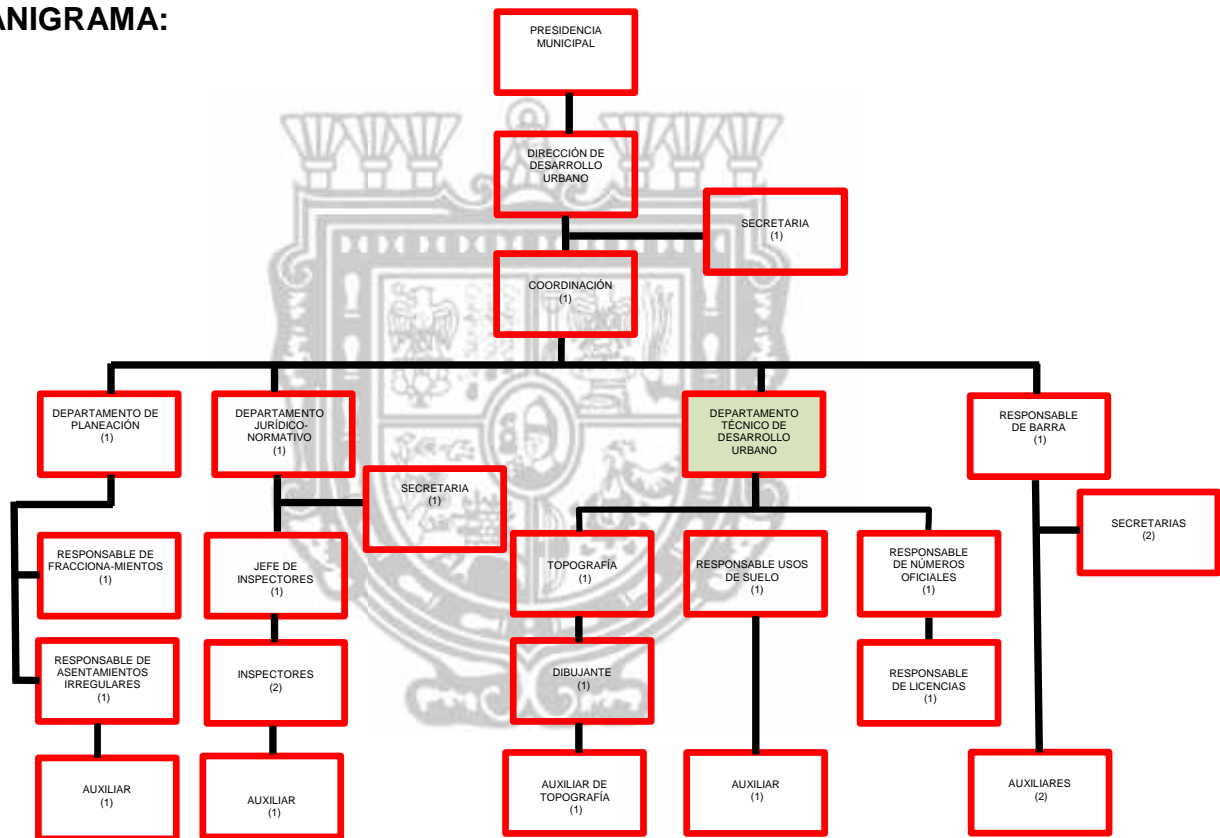 ANIGRAMA:
PRESIDENCIA
MUNICIPAL
DIRECCIÓN DE
DESARROLLO
URBANO
SECRETARIA
(1)
COORDINACIÓN
(1)
DEPARTAMENTO DE
PLANEACIÓN
(1)
DEPARTAMENTO
JURÍDICO-
NORMATIVO
(1)
DEPARTAMENTO
TÉCNICO DE
DESARROLLO
URBANO
RESPONSABLE
DE BARRA
(1)
SECRETARIA
(1)
SECRETARIAS
(2)
RESPONSABLE DE
FRACCIONA-MIENTOS
(1)
JEFE DE
INSPECTORES
(1)
TOPOGRAFÍA
(1)
RESPONSABLE USOS
DE SUELO
(1)
RESPONSABLE
DE NÚMEROS
OFICIALES
(1)
RESPONSABLE DE
ASENTAMIENTOS
IRREGULARES
(1)
INSPECTORES
(2)
DIBUJANTE
(1)
RESPONSABLE
DE LICENCIAS
(1)
AUXILIAR
(1)
AUXILIAR
(1)
AUXILIAR DE
TOPOGRAFÍA
(1)
AUXILIAR
(1)
AUXILIARES
(2)